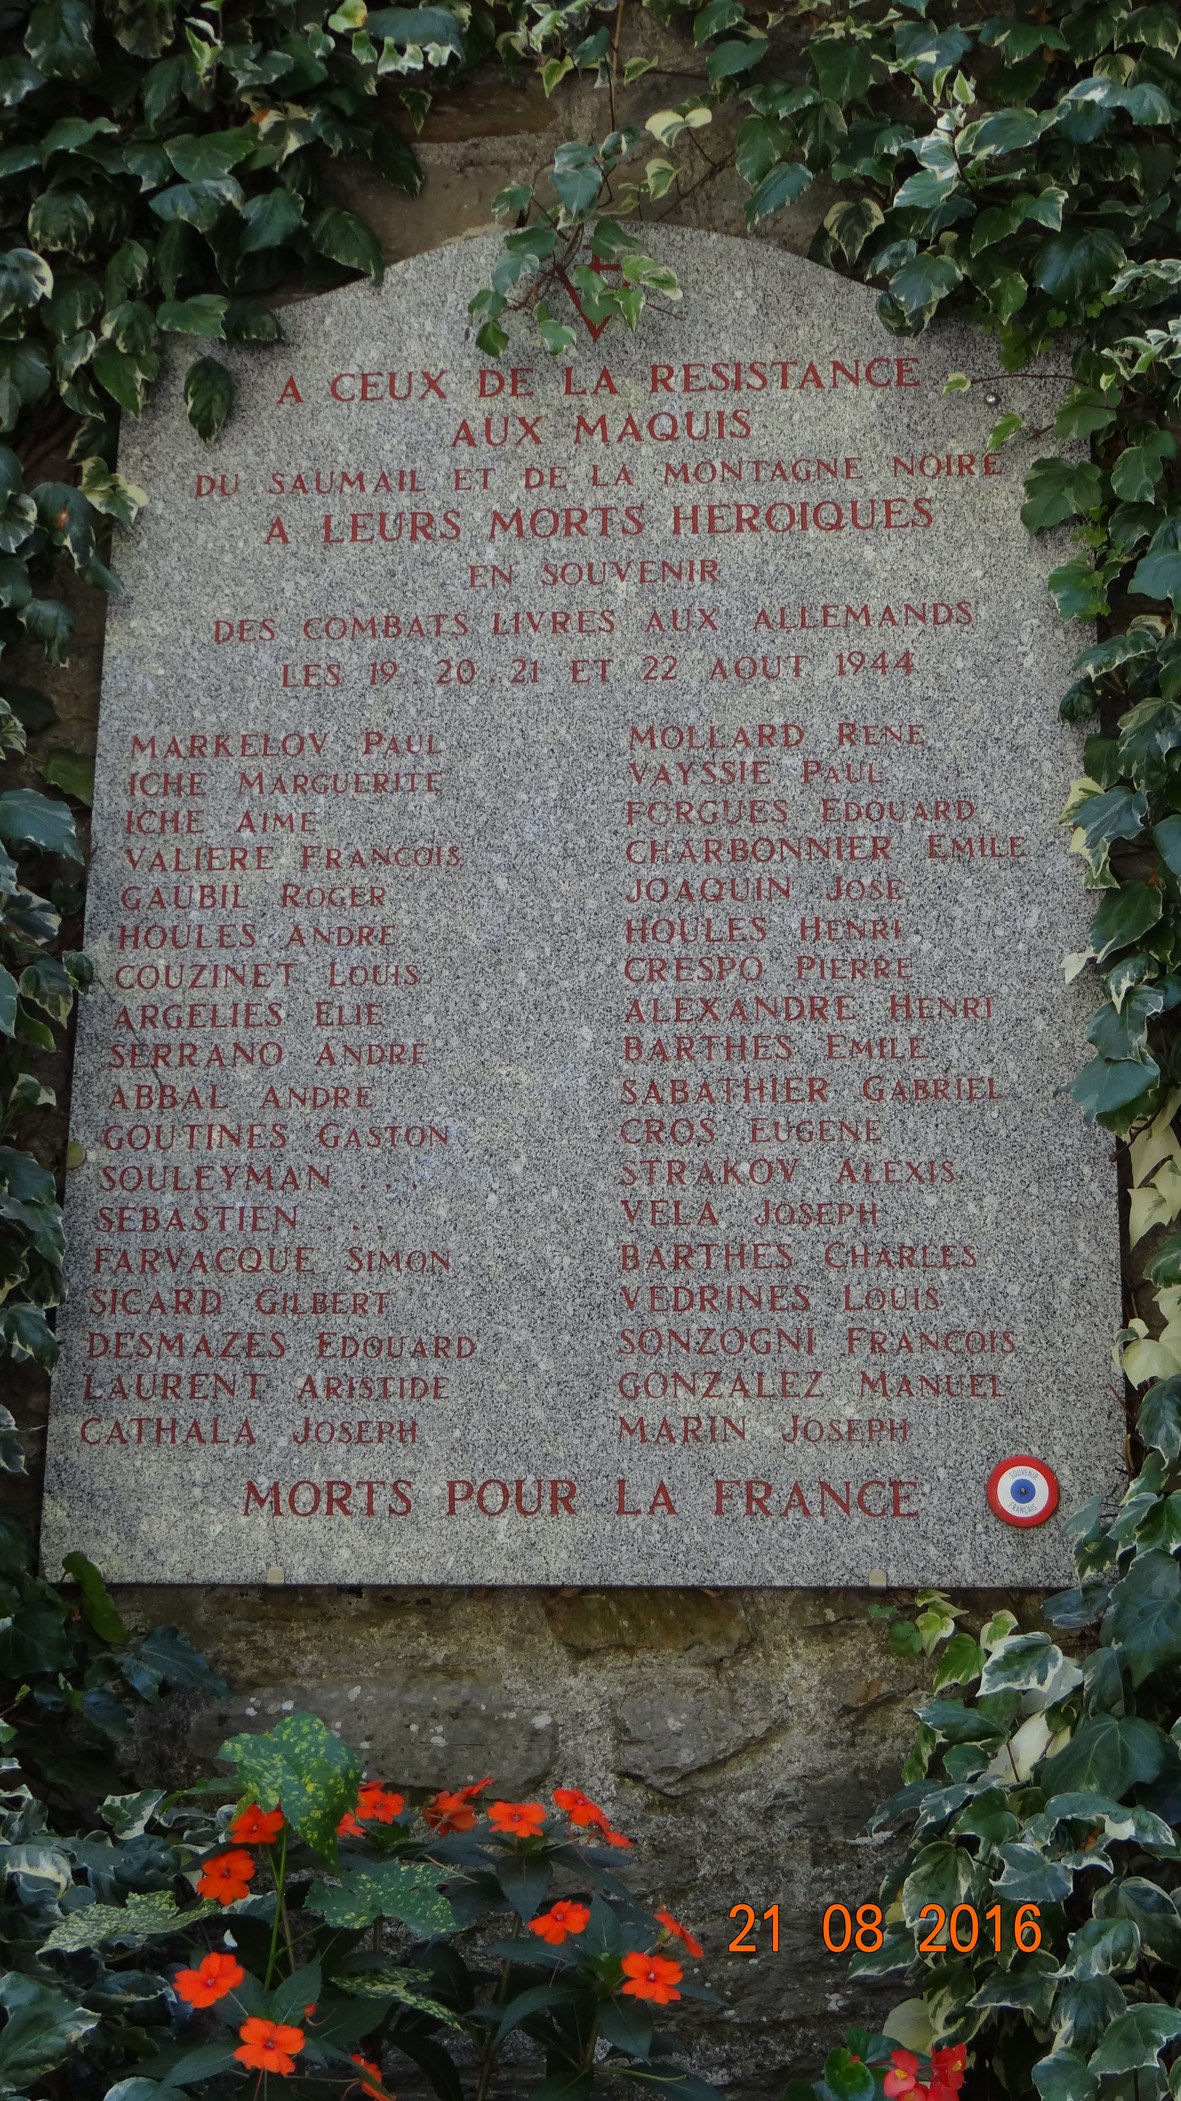 A CEUX DE LA RESISTANCE
AUX MAQUIS
DU SAUMAIL ET DE LA MONTAGNE NOIRE
A LEURS MORTS HEROIQUES
EN SOUVENIR
DES COMBATS LIVRES AUX ALLEMANDS
LES 19 . 20 . 21 ET 22 AOUT 1944
MARKELOV PAUL
ICHE MARGUERITE
ICHE AIME
VALIERE FRANCOIS
GAUBIL ROGER
HOULES ANDRE
COUZINET LOUIS
ARGELIES ELIE
SERRANO ANDRE
ABBAL ANDRE
GOUTINES GASTON
SOULEYMAN . . .
SEBASTIEN . . .
FARVACQUE SIMON
SICARD GILBERT
DESMAZES EDOUARD
LAURENT ARISTIDE
CATHALA JOSEPH
MOLLARD RENE
VAYSSIE PAUL
FORGUES EDOUARD
CHARBONNIER EMILE
JOAQUIN JOSE
HOULES HENRI
CRESPO PIERRE
ALEXANDRE HENRI
BARTHES EMILE
SABATHIER GABRIEL
CROS EUGENE
STRAKOV ALEXIS
VELA JOSEPH
BARTHES CHARLES
VEDRINES LOUIS
SONZOGNI FRANCOIS
GONZALEZ MANUEL
MARIN JOSEPH
MORTS POUR LA FRANCE
SOUVENIR
FRANÇAIS
21 08 2016